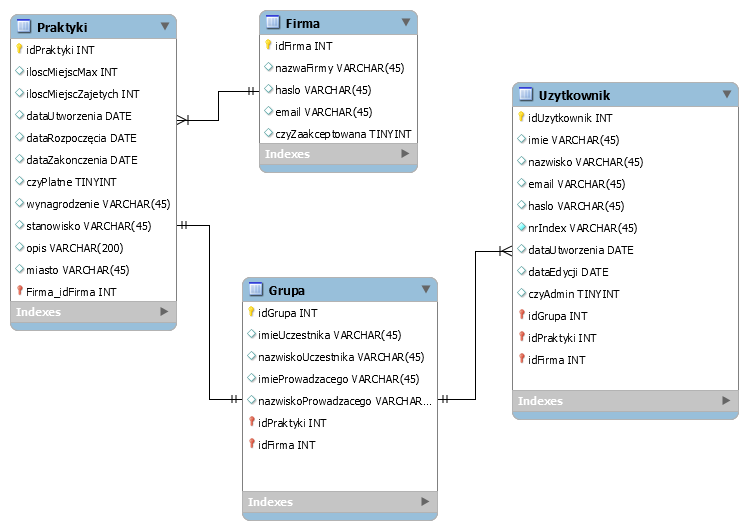 Praktyki
idPraktyki INT
iloscMiejscMax INT
iloscMiejscZajetych INT
dataUtworzenia DATE
dataRozpoczęcia DATE
dataZakonczenia DATE
czyPlatne TINYINT
wynagrodzenie VARCHAR(45)
stanowisko VARCHAR(45)
opis VARCHAR(200)
miasto VARCHAR(45)
Firma_idFirma INT
Indexes
Firma
idFirma INT
nazwaFirmy VARCHAR(45)
haslo VARCHAR(45)
email VARCHAR(45)
czyZaakceptowana TINYINT
Indexes
Uzytkownik
idUzytkownik INT
imie VARCHAR(45)
nazwisko VARCHAR(45)
email VARCHAR(45)
haslo VARCHAR(45)
nrIndex VARCHAR(45)
dataUtworzenia DATE
dataEdycji DATE
czyAdmin TINYINT
idGrupa INT
idPraktyki INT
idFirma INT
Indexes
Grupa
idGrupa INT
imieUczestnika VARCHAR(45)
nazwiskoUczestnika VARCHAR(45)
imieProwadzacego VARCHAR(45)
nazwiskoProwadzacego VARCHAR...
idPraktyki INT
idFirma INT
Indexes